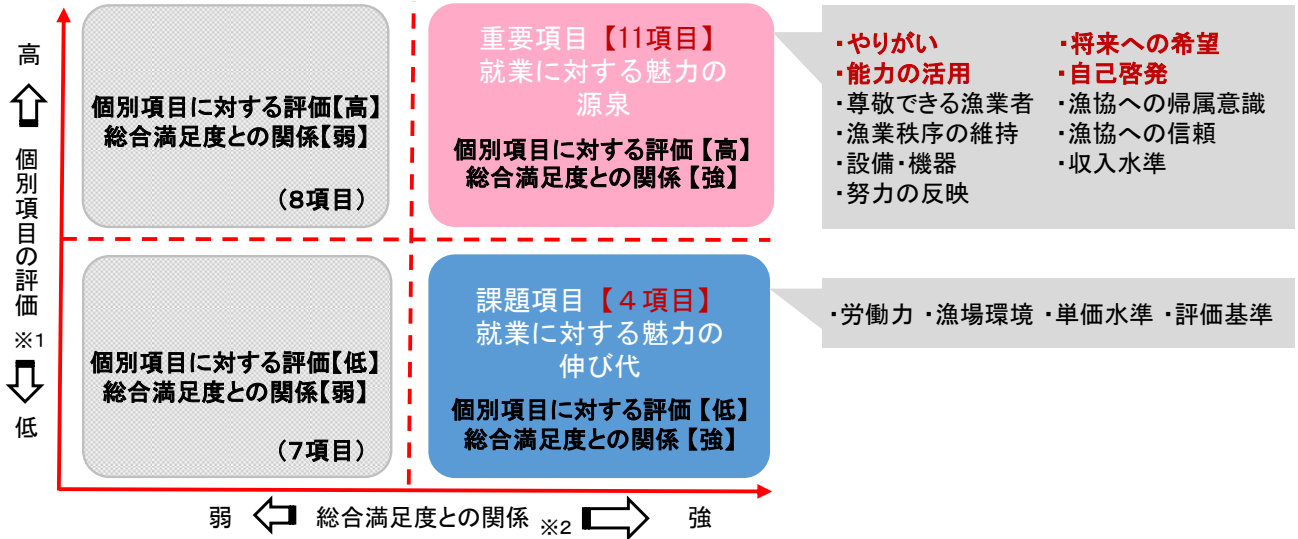 高
個別項目の評価
※1
低
個別項目に対する評価【高】
総合満足度との関係【弱】
（8項目）
重要項目【11項目】
就業に対する魅力の
源泉
個別項目に対する評価【高】
総合満足度との関係【強】
・やりがい ・将来への希望
・能力の活用 ・自己啓発
・尊敬できる漁業者 ・漁協への帰属意識
・漁業秩序の維持 ・漁協への信頼
・設備・機器 ・収入水準
・努力の反映
個別項目に対する評価【低】
総合満足度との関係【弱】
（7項目）
課題項目【４項目】
就業に対する魅力の
伸び代
個別項目に対する評価【低】
総合満足度との関係【強】
・労働力 ・漁場環境 ・単価水準 ・評価基準
弱 総合満足度との関係 ※2 強